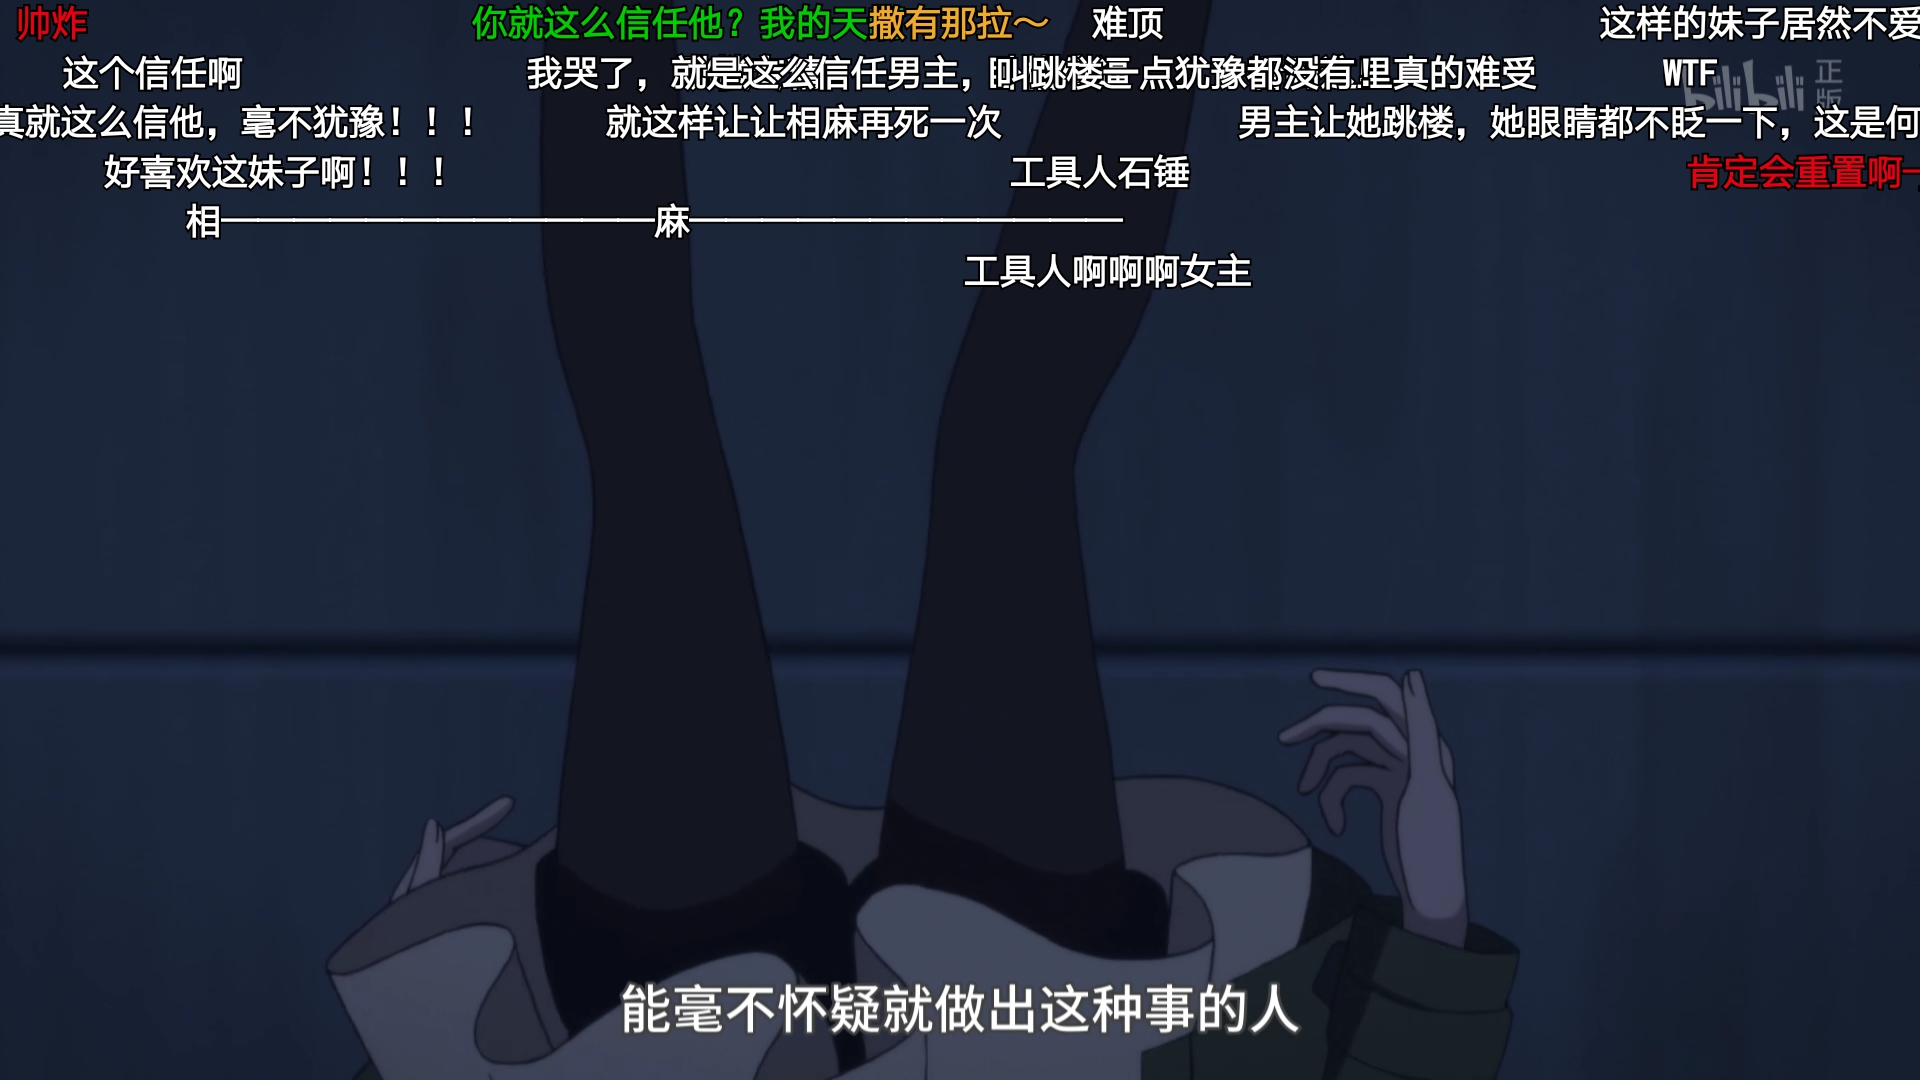 帅炸
你就这么信任他？我的天
撒有那拉～
难顶
这样的妹子居然不爱
这个信任啊
我哭了，就是这么信任男主，
叫跳楼一点犹豫都没有！
里真的难受
WTF
bilibili 正版
真就这么信他，毫不犹豫！！！
就这样让让相麻再死一次
男主让她跳楼，她眼睛都不眨一下，这是何
好喜欢这妹子啊！！！
工具人石锤
肯定会重置啊
相————————————麻————————————
工具人啊啊啊女主
能毫不怀疑就做出这种事的人